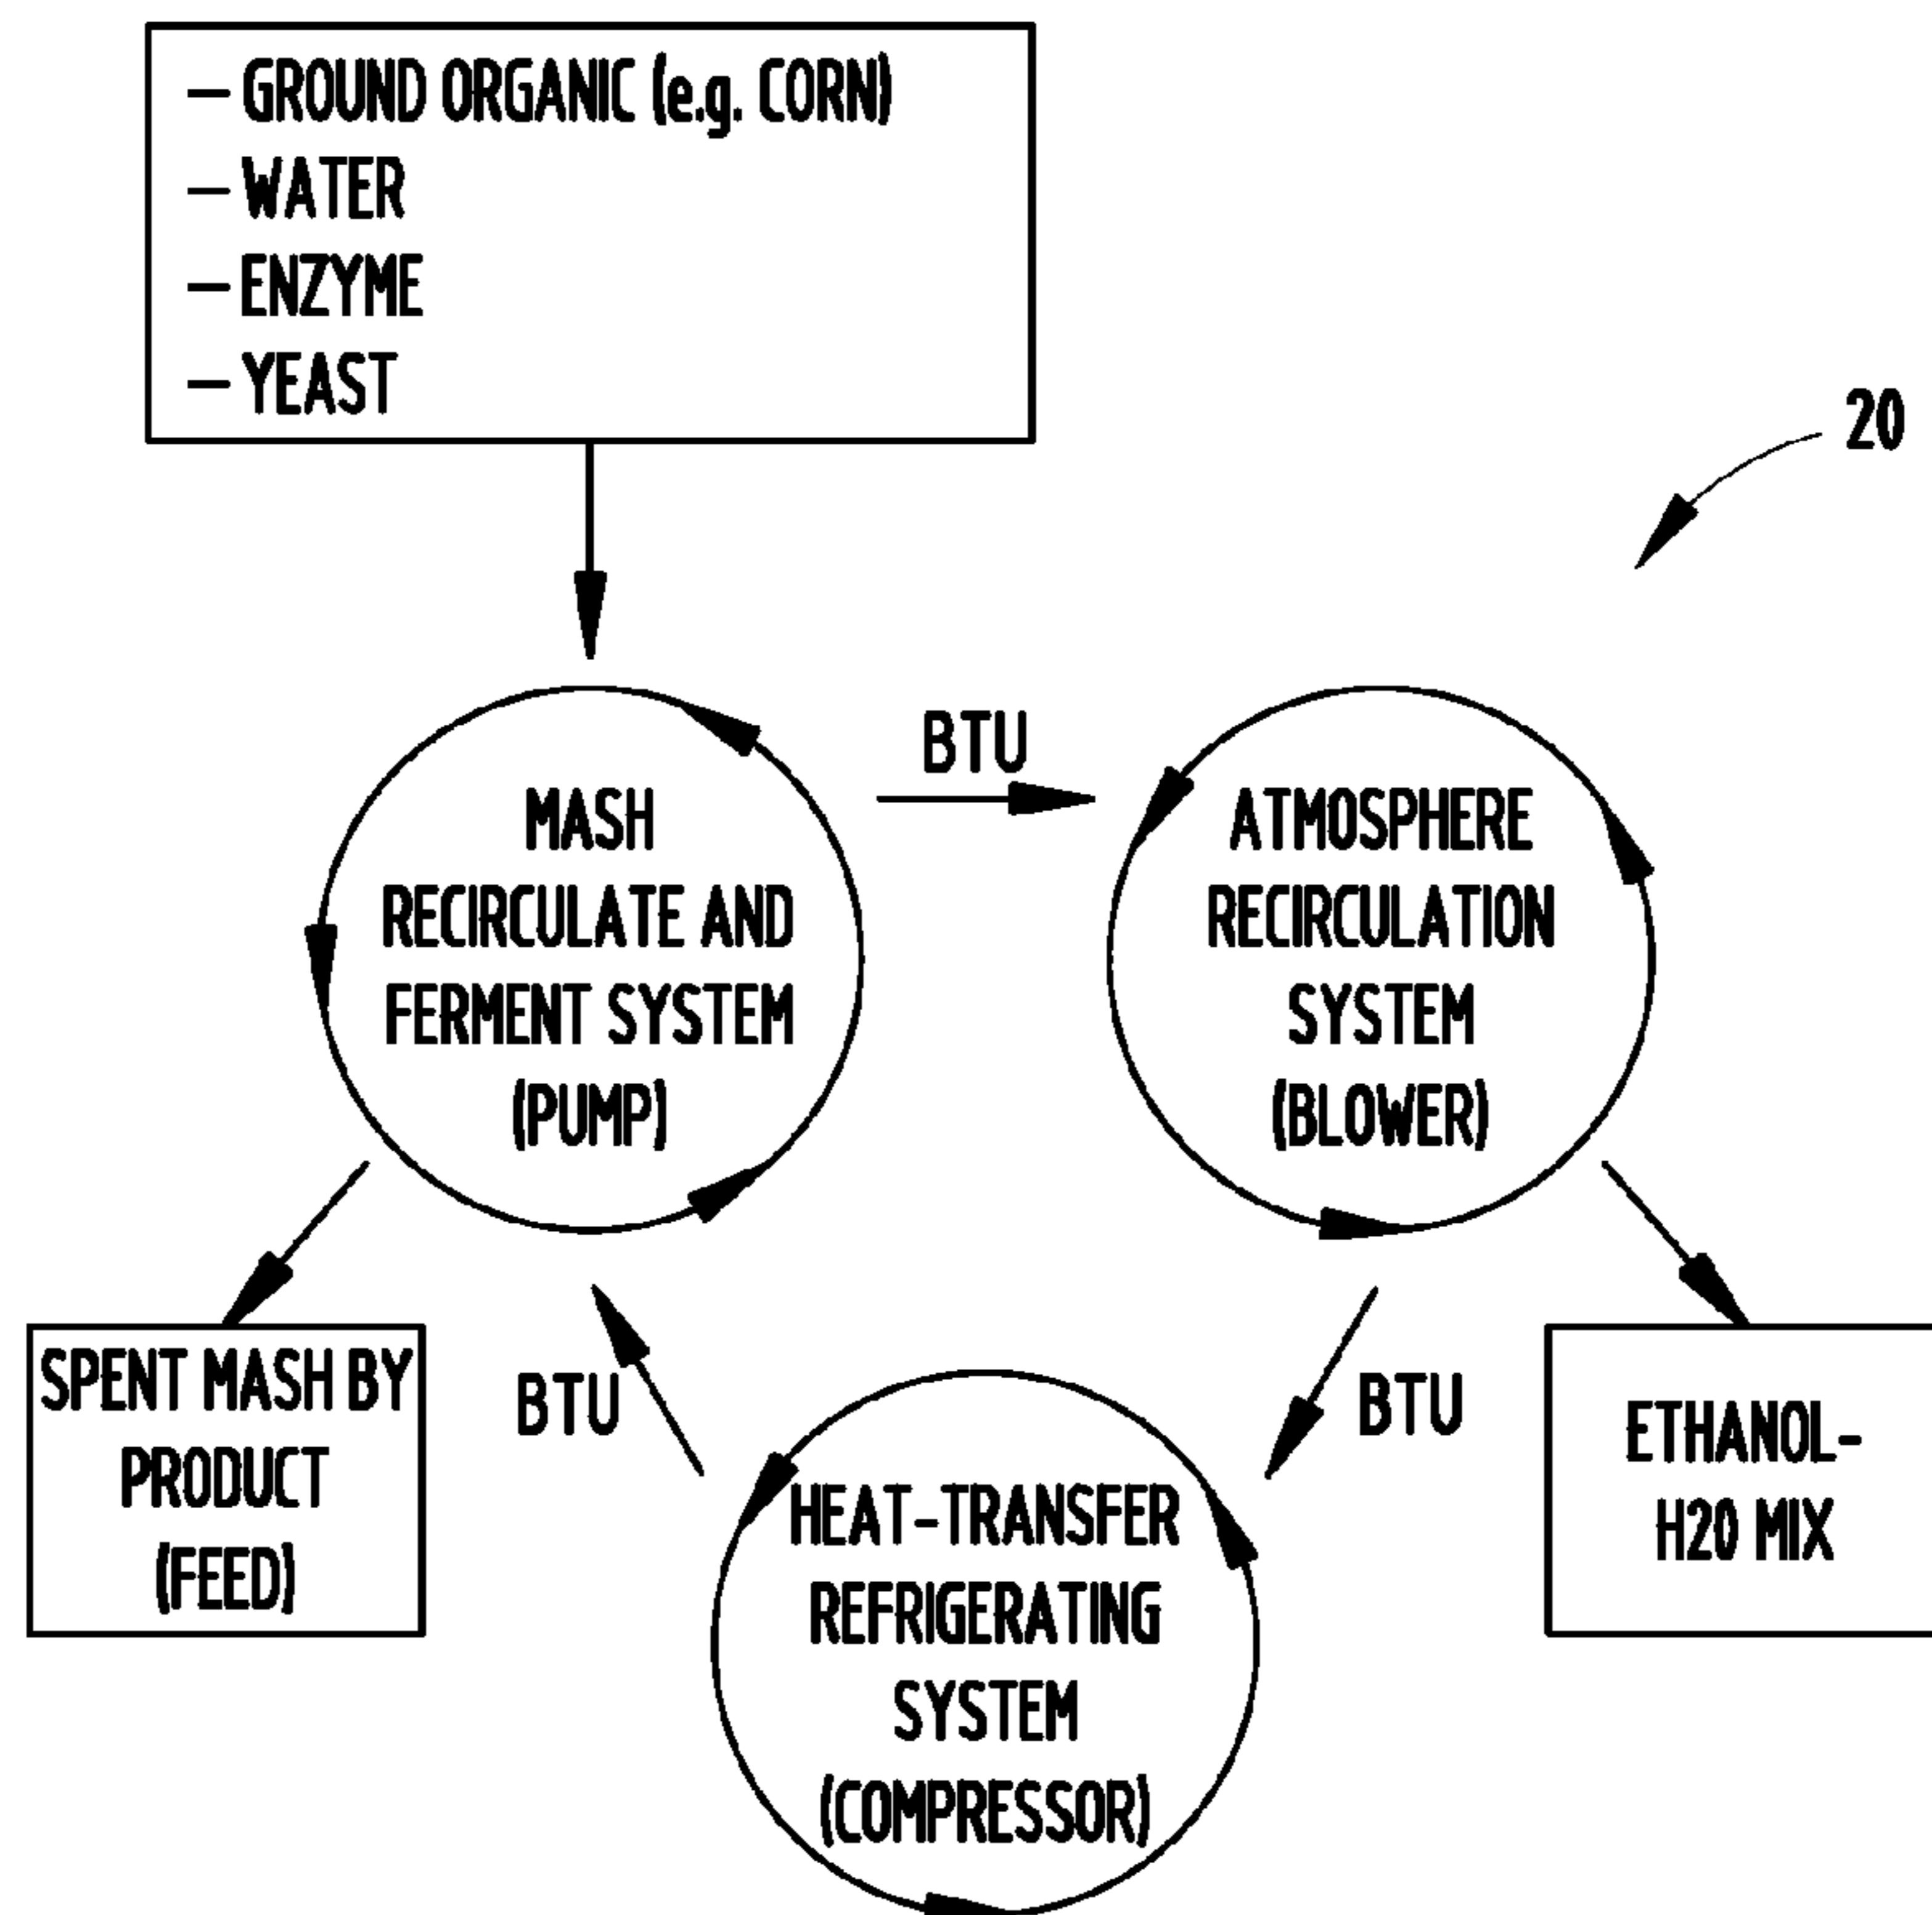 — GROUND ORGANIC (e.g. CORN)
— WATER
— ENZYME
— YEAST
20
BTU
MASH
RECIRCULATE AND
FERMENT SYSTEM
(PUMP)
ATMOSPHERE
RECIRCULATION
SYSTEM
(BLOWER)
SPENT MASH BY
PRODUCT
(FEED)
BTU
BTU
ETHANOL-
H20 MIX
HEAT-TRANSFER
REFRIGERATING
SYSTEM
(COMPRESSOR)